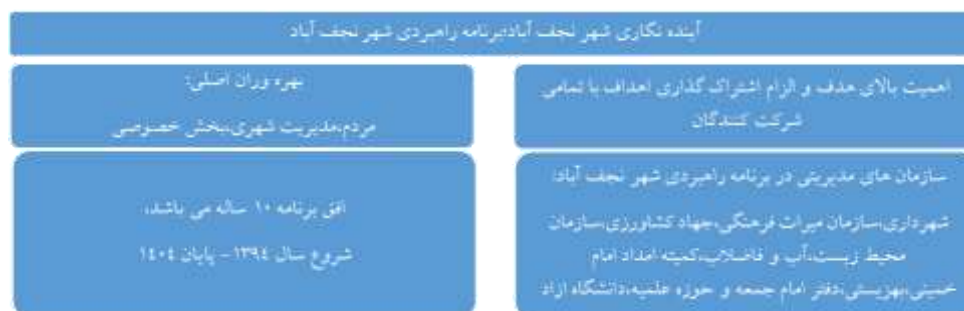 آینده نگاری شهر نجف آباد،برنامه راهبردی شهر نجف آباد
اهمیت بالای هدف و الزام اشتراک گذاری اهداف با تمامی
شرکت کنندگان
بهره وران اصلی:
مردم،مدیریت شهری،بخش خصوصی
سازمان های مدیریتی در برنامه راهبردی شهر نجف آباد:
شهرداری،سازمان میراث فرهنگی،جهاد کشاورزی،سازمان
محیط زیست،آب و فاضلاب،کمیته امداد امام
خمینی،بهزیستی،دفتر امام جمعه و حوزه علمیه،دانشگاه ازاد
افق برنامه ۱۰ ساله می باشد،
شروع سال ۱۳۹٤ – پایان ۱٤۰٤